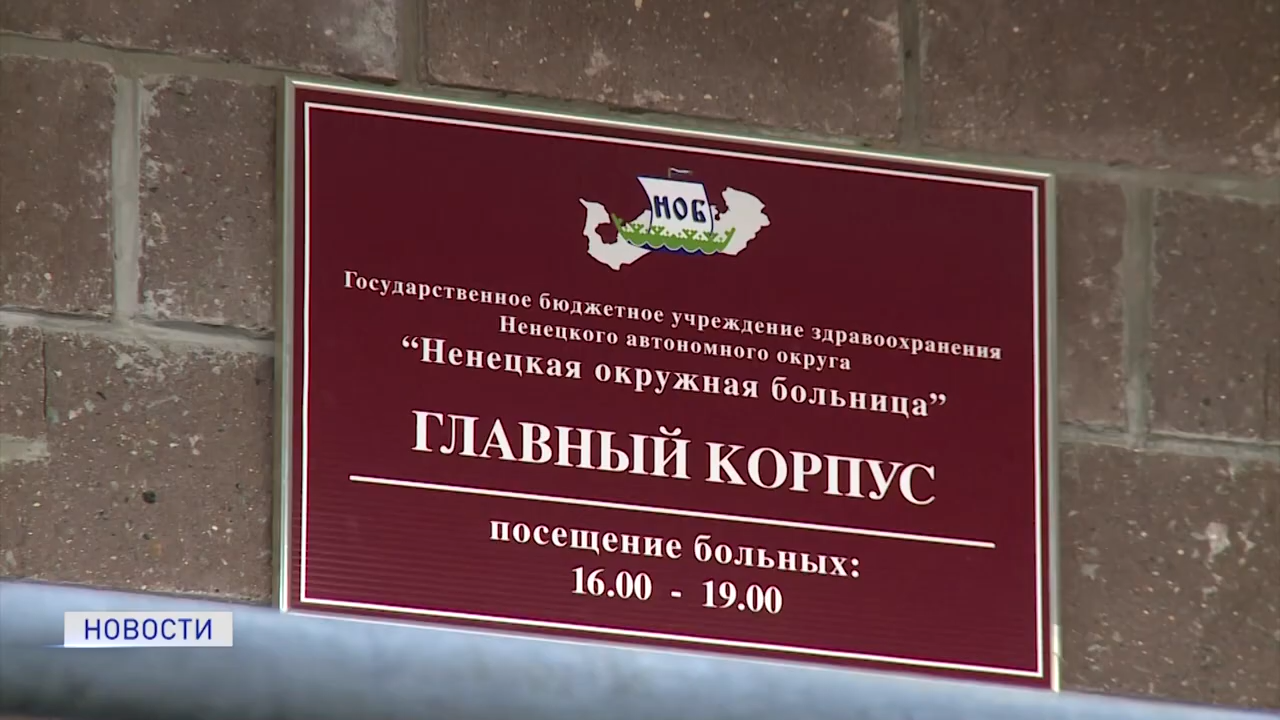 НОБ
Государственное бюджетное учреждение здравоохранения
Ненецкого автономного округа
“Ненецкая окружная больница”
ГЛАВНЫЙ КОРПУС
посещение больных:
16.00 - 19.00
НОВОСТИ